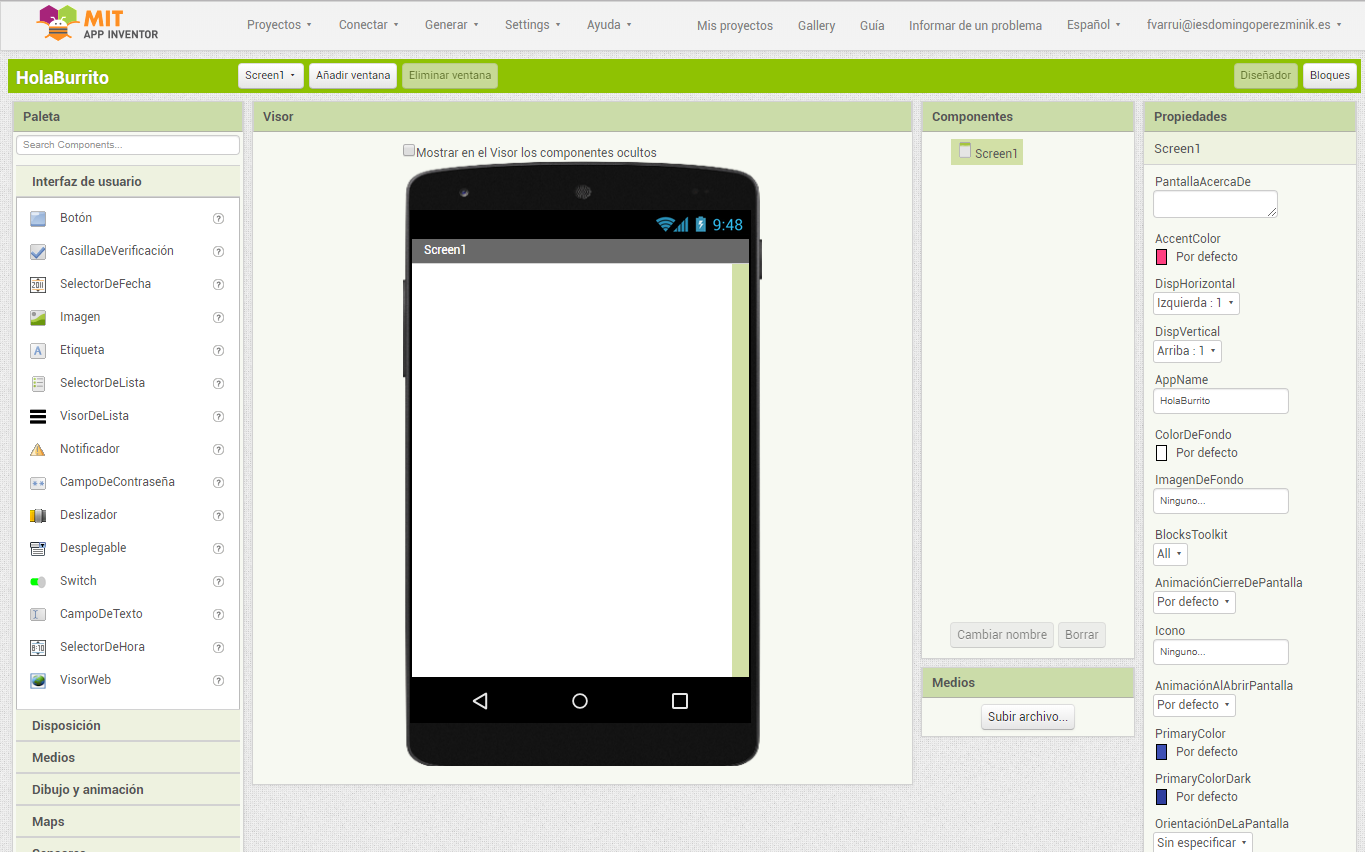 MIT
APP INVENTOR
Proyectos
Conectar
Generar
Settings
Ayuda
Mis proyectos
Gallery
Guía
Informar de un problema
Español
fvarrui@iesdomingoperezminik.es
HolaBurrito
Screen1
Añadir ventana
Eliminar ventana
Diseñador
Bloques
Paleta
Search Components...
Interfaz de usuario
Botón ?
CasillaDeVerificación ?
SelectorDeFecha ?
Imagen ?
Etiqueta ?
SelectorDeLista ?
VisorDeLista ?
Notificador ?
CampoDeContraseña ?
Deslizador ?
Desplegable ?
Switch ?
CampoDeTexto ?
SelectorDeHora ?
VisorWeb ?
Disposición
Medios
Dibujo y animación
Maps
Visor
Mostrar en el Visor los componentes ocultos
9:48
Screen1
Componentes
Screen1
Cambiar nombre
Borrar
Medios
Subir archivo...
Propiedades
Screen1
PantallaAcercaDe
AccentColor
Por defecto
DispHorizontal
Izquierda : 1
DispVertical
Arriba : 1
AppName
HolaBurrito
ColorDeFondo
Por defecto
ImagenDeFondo
Ninguno...
BlocksToolkit
All
AnimaciónCierreDePantalla
Por defecto
Icono
Ninguno...
AnimaciónAlAbrirPantalla
Por defecto
PrimaryColor
Por defecto
PrimaryColorDark
Por defecto
OrientaciónDeLaPantalla
Sin especificar